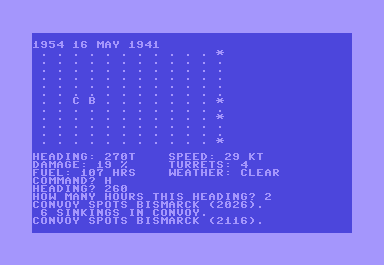 1954 16 MAY 1941
. . . . . . . . . . . . *
. . . . . . . . . . . . .
. . . . . . . . . . . . .
. . . . . . . . . . . . .
. . . . . . . . . . . . .
. . . C B . . . . . . . *
. . . . . . . . . . . . .
. . . . . . . . . . . . *
. . . . . . . . . . . . .
. . . . . . . . . . . . .
. . . . . . . . . . . . *
HEADING: 270T SPEED: 29 KT
DAMAGE: 19 % TURRETS: 4
FUEL: 107 HRS WEATHER: CLEAR
COMMAND? H
HEADING? 260
HOW MANY HOURS THIS HEADING? 2
CONVOY SPOTS BISMARCK (2026).
6 SINKINGS IN CONVOY.
CONVOY SPOTS BISMARCK (2116).